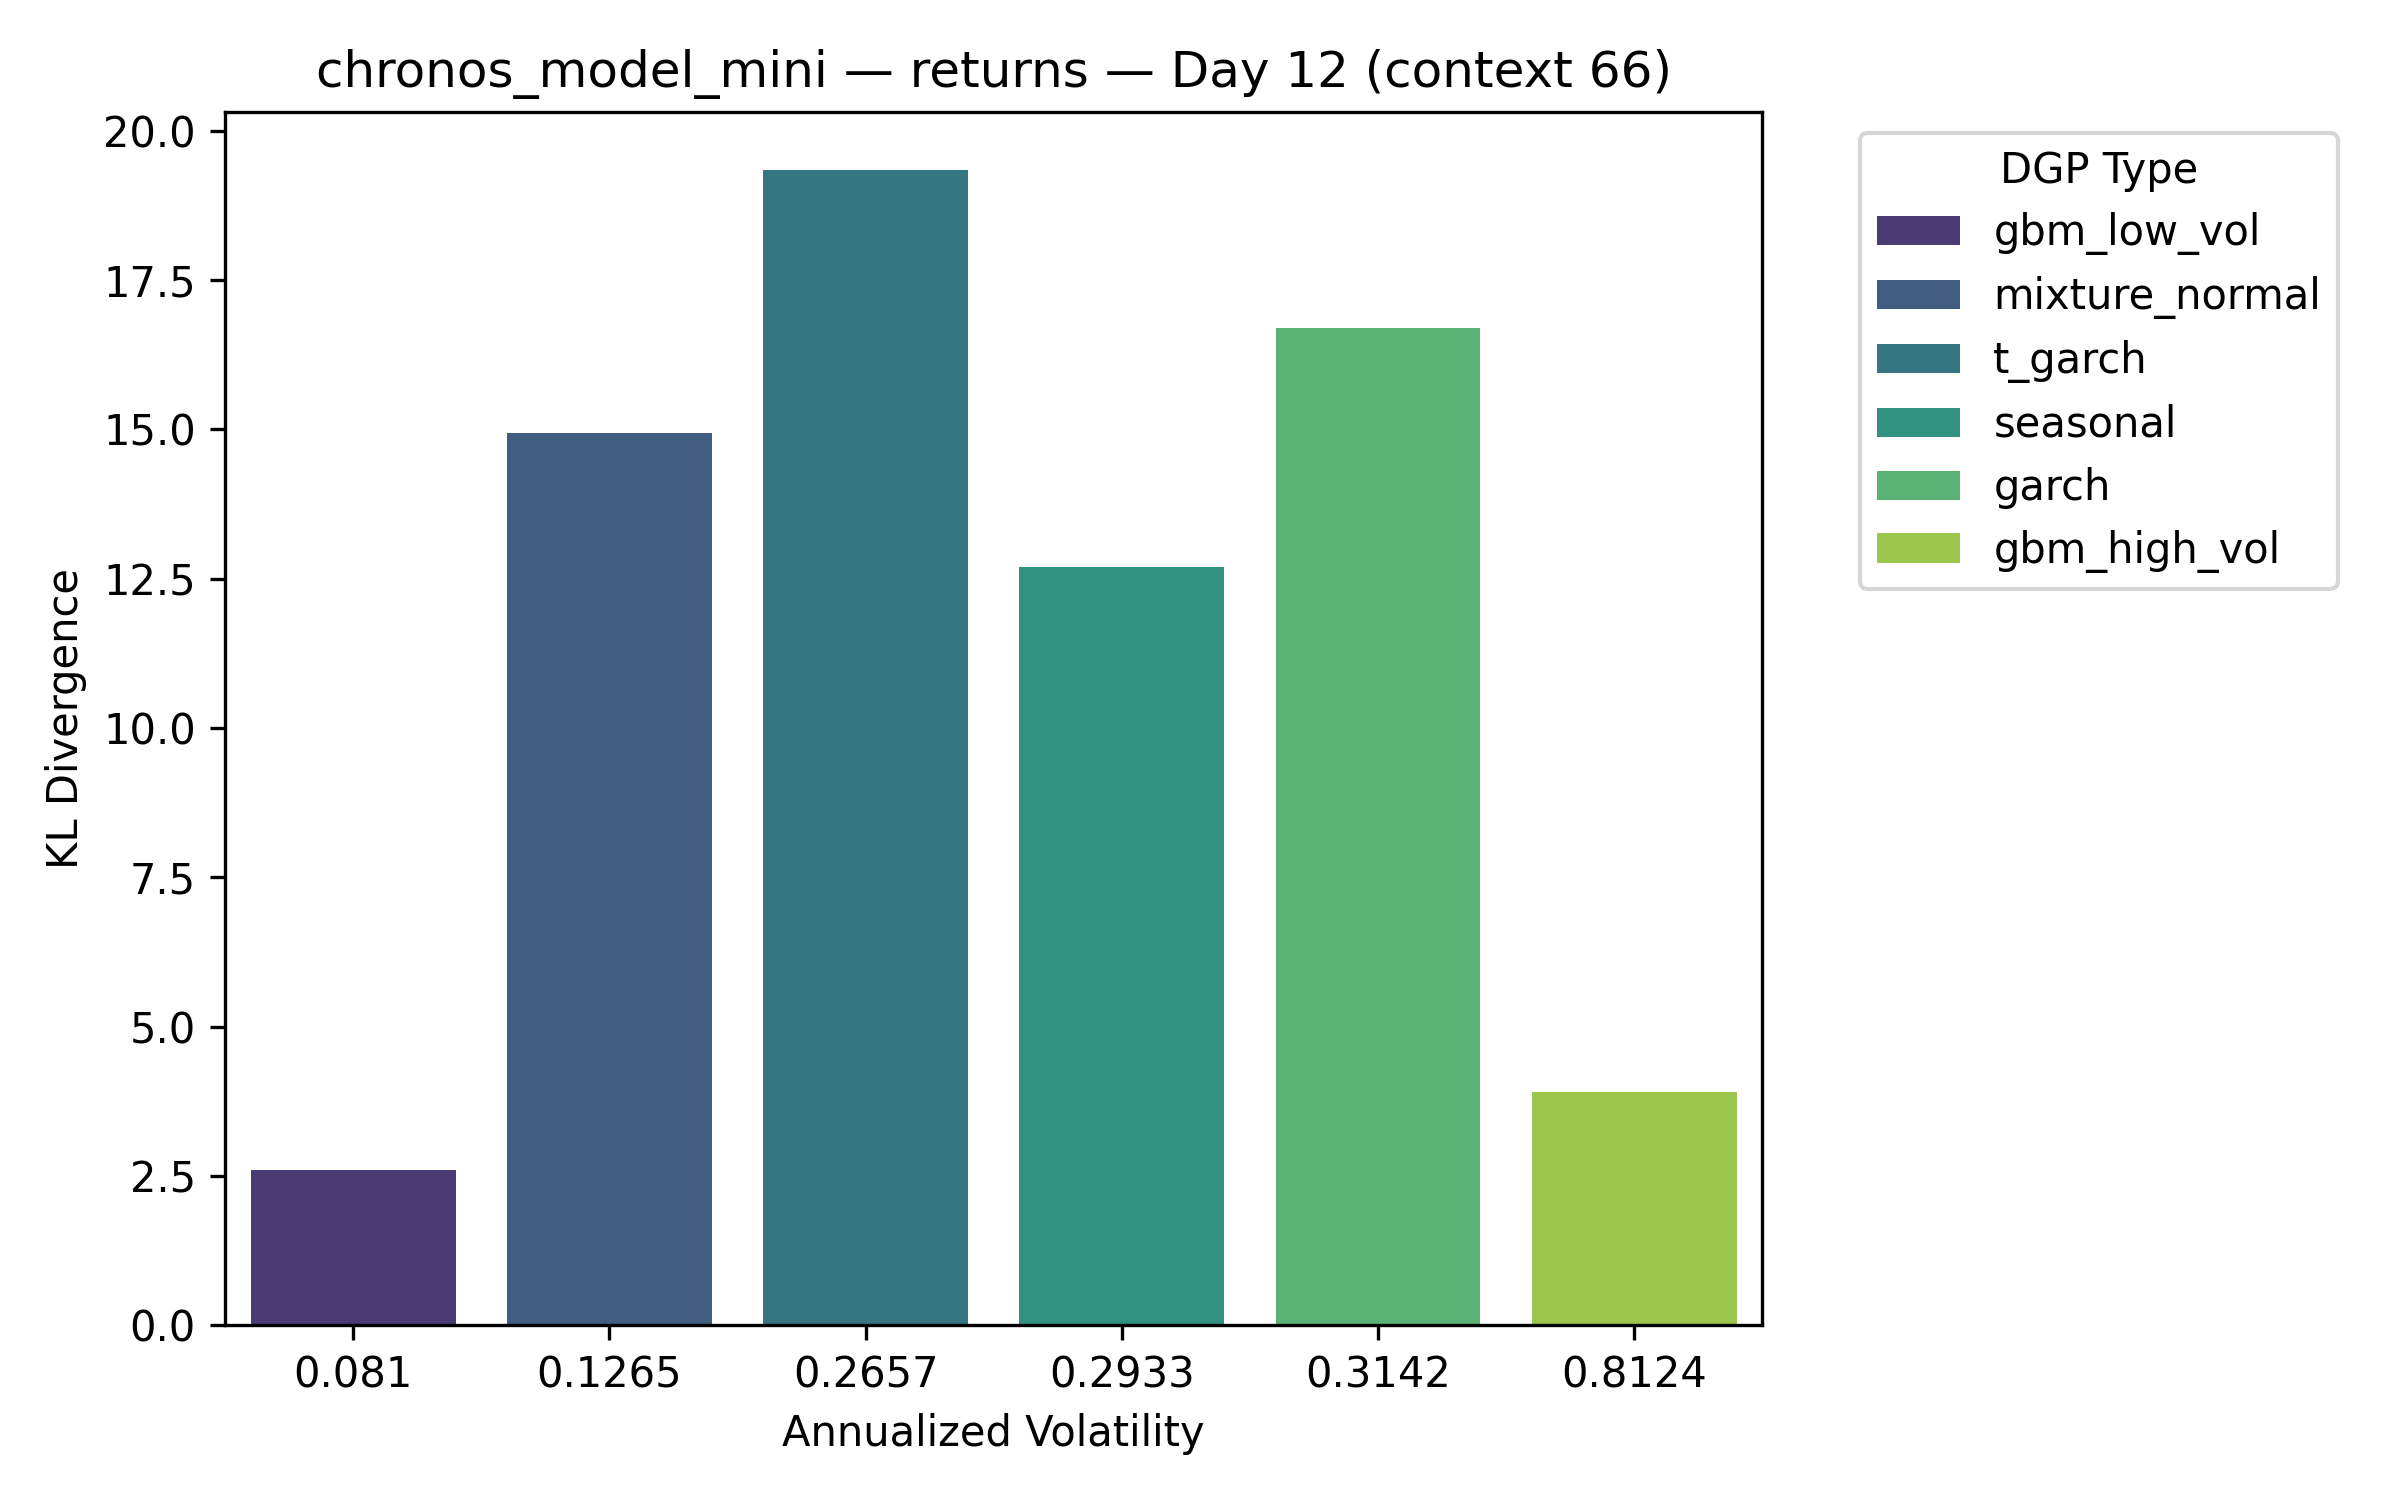 chronos_model_mini — returns — Day 12 (context 66)
KL Divergence
20.0
17.5
15.0
12.5
10.0
7.5
5.0
2.5
0.0
0.081
0.1265
0.2657
0.2933
0.3142
0.8124
Annualized Volatility
DGP Type
gbm_low_vol
mixture_normal
t_garch
seasonal
garch
gbm_high_vol